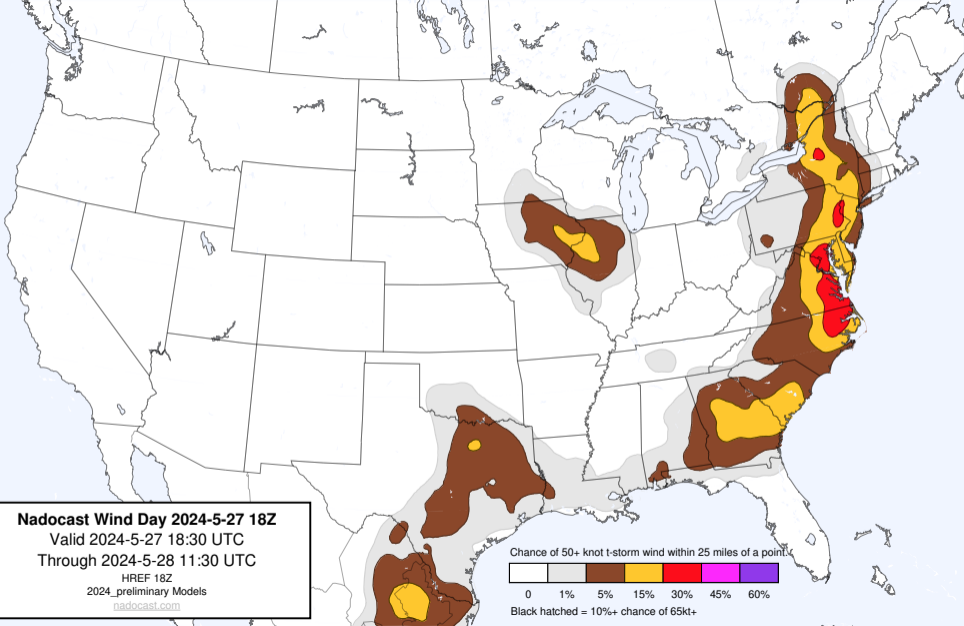 Nadocast Wind Day 2024-5-27 18Z
Valid 2024-5-27 18:30 UTC
Through 2024-5-28 11:30 UTC
HREF 18Z
2024_preliminary Models
nadocast.com
Chance of 50+ knot t-storm wind within 25 miles of a point.
0 1% 5% 15% 30% 45% 60%
Black hatched = 10%+ chance of 65kt+